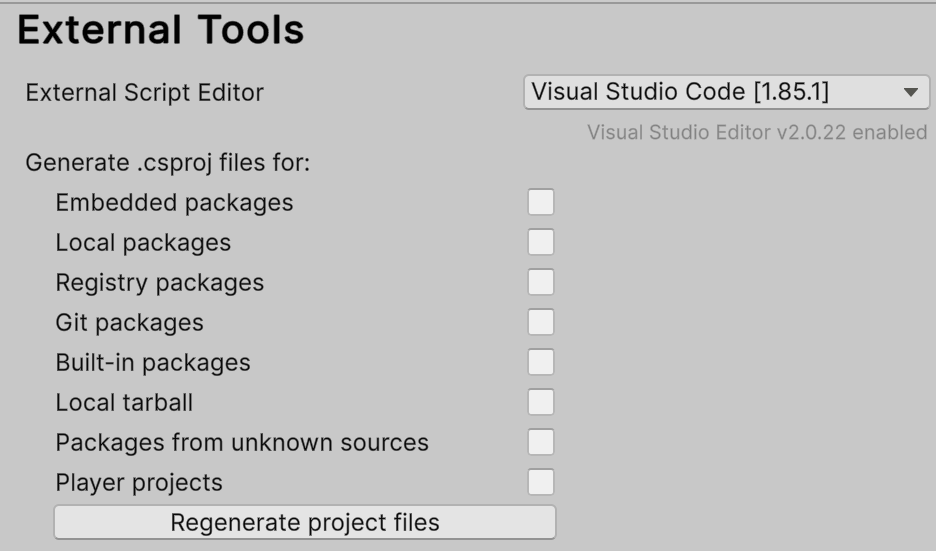 External Tools
External Script Editor Visual Studio Code [1.85.1]
Visual Studio Editor v2.0.22 enabled
Generate .csproj files for:
Embedded packages
Local packages
Registry packages
Git packages
Built-in packages
Local tarball
Packages from unknown sources
Player projects
Regenerate project files